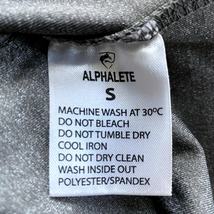 ALPHALETE
S
MACHINE WASH AT 30ºC
DO NOT BLEACH
DO NOT TUMBLE DRY
COOL IRON
DO NOT DRY CLEAN
WASH INSIDE OUT
POLYESTER/SPANDEX